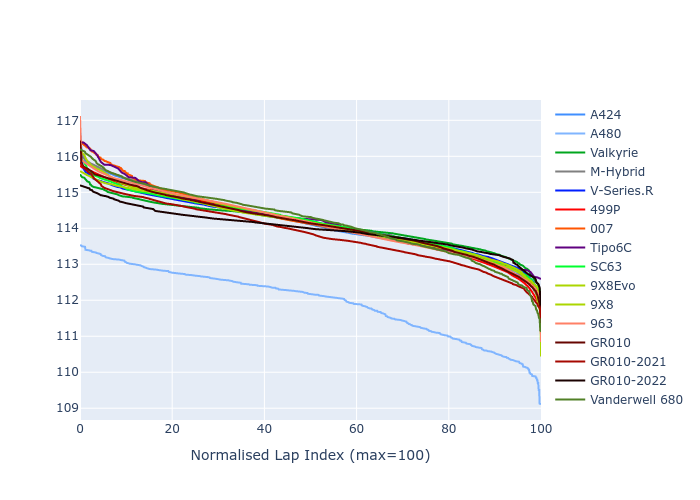 117
116
115
114
113
112
111
110
109
0 20 40 60 80 100
Normalised Lap Index (max=100)
A424
A480
Valkyrie
M-Hybrid
V-Series.R
499P
007
Tipo6C
SC63
9X8Evo
9X8
963
GR010
GR010-2021
GR010-2022
Vanderwell 680